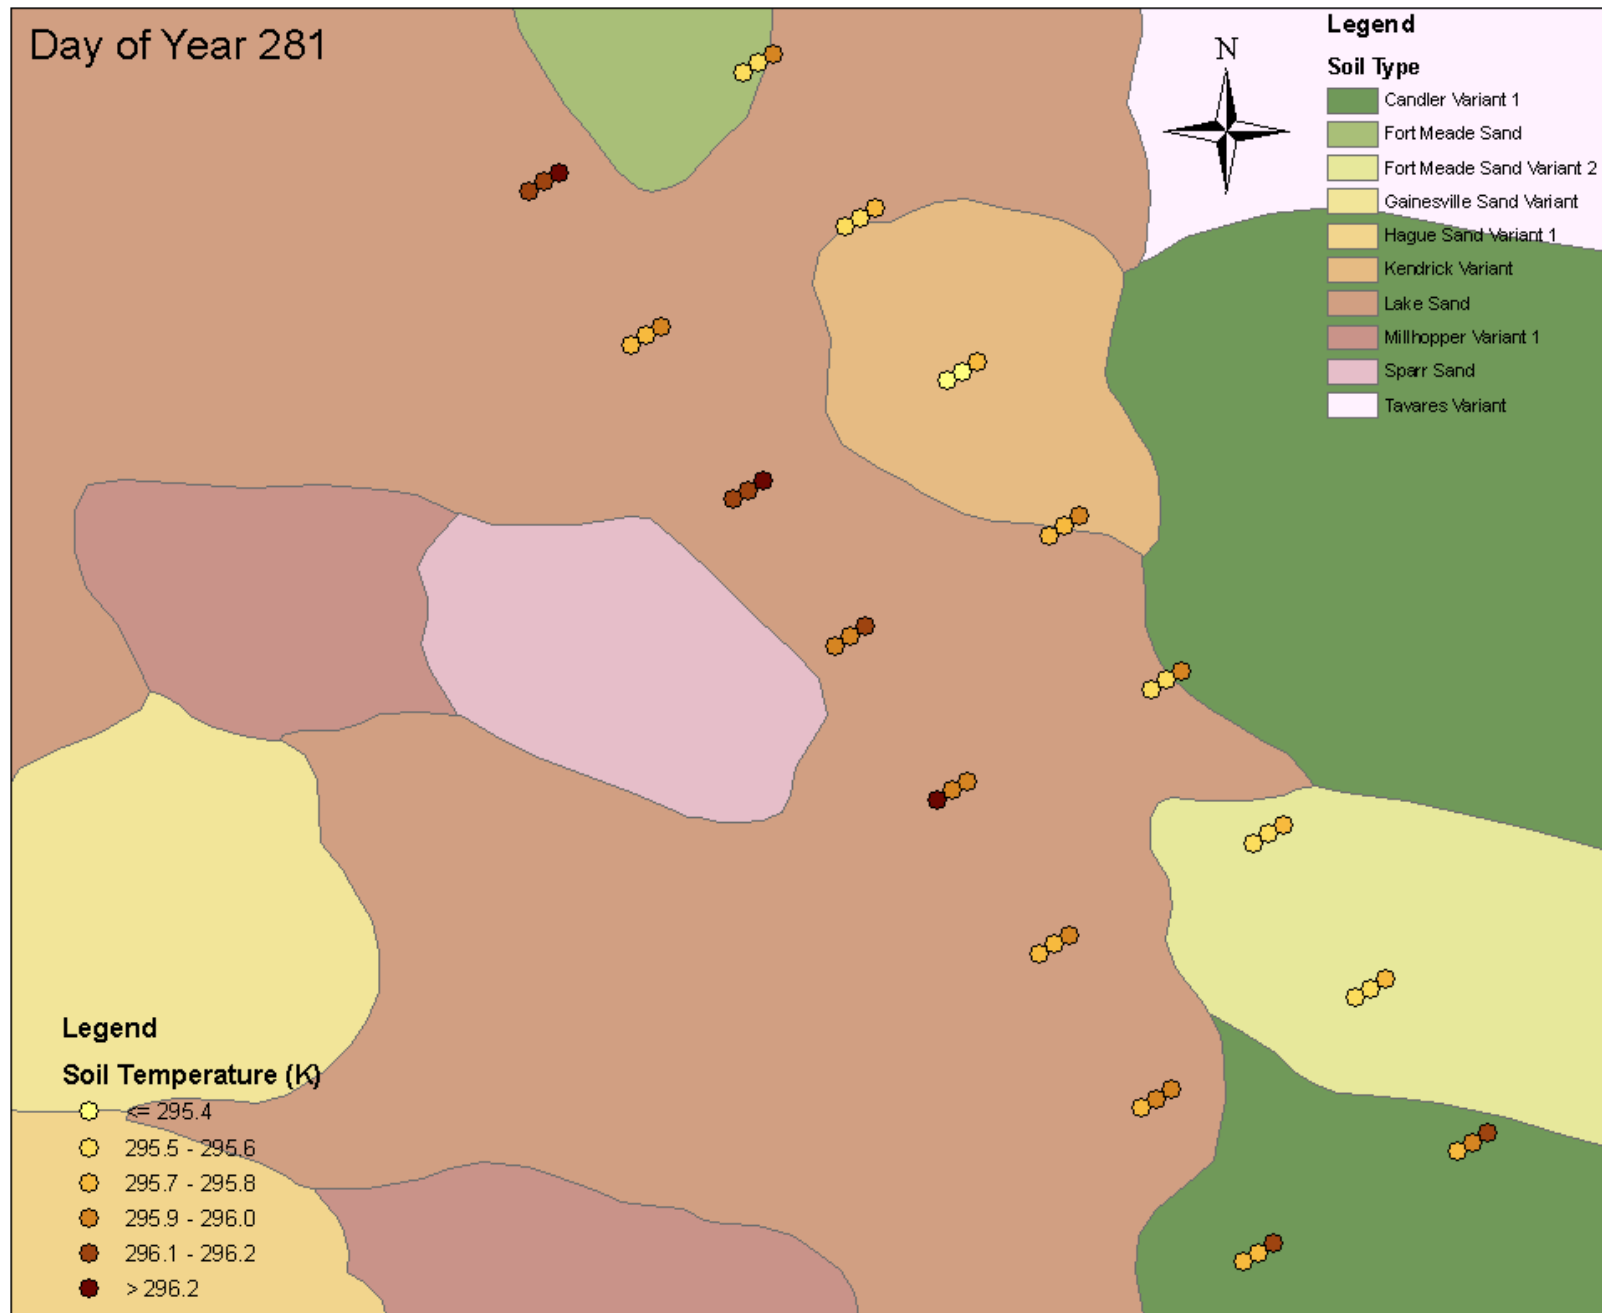 Day of Year 281
N
Legend
Soil Type
Candler Variant 1
Fort Meade Sand
Fort Meade Sand Variant 2
Gainesville Sand Variant
Hague Sand Variant 1
Kendrick Variant
Lake Sand
Millhopper Variant 1
Sparr Sand
Tavares Variant
Legend
Soil Temperature (K)
<= 295.4
295.5 - 295.6
295.7 - 295.8
295.9 - 296.0
296.1 - 296.2
> 296.2